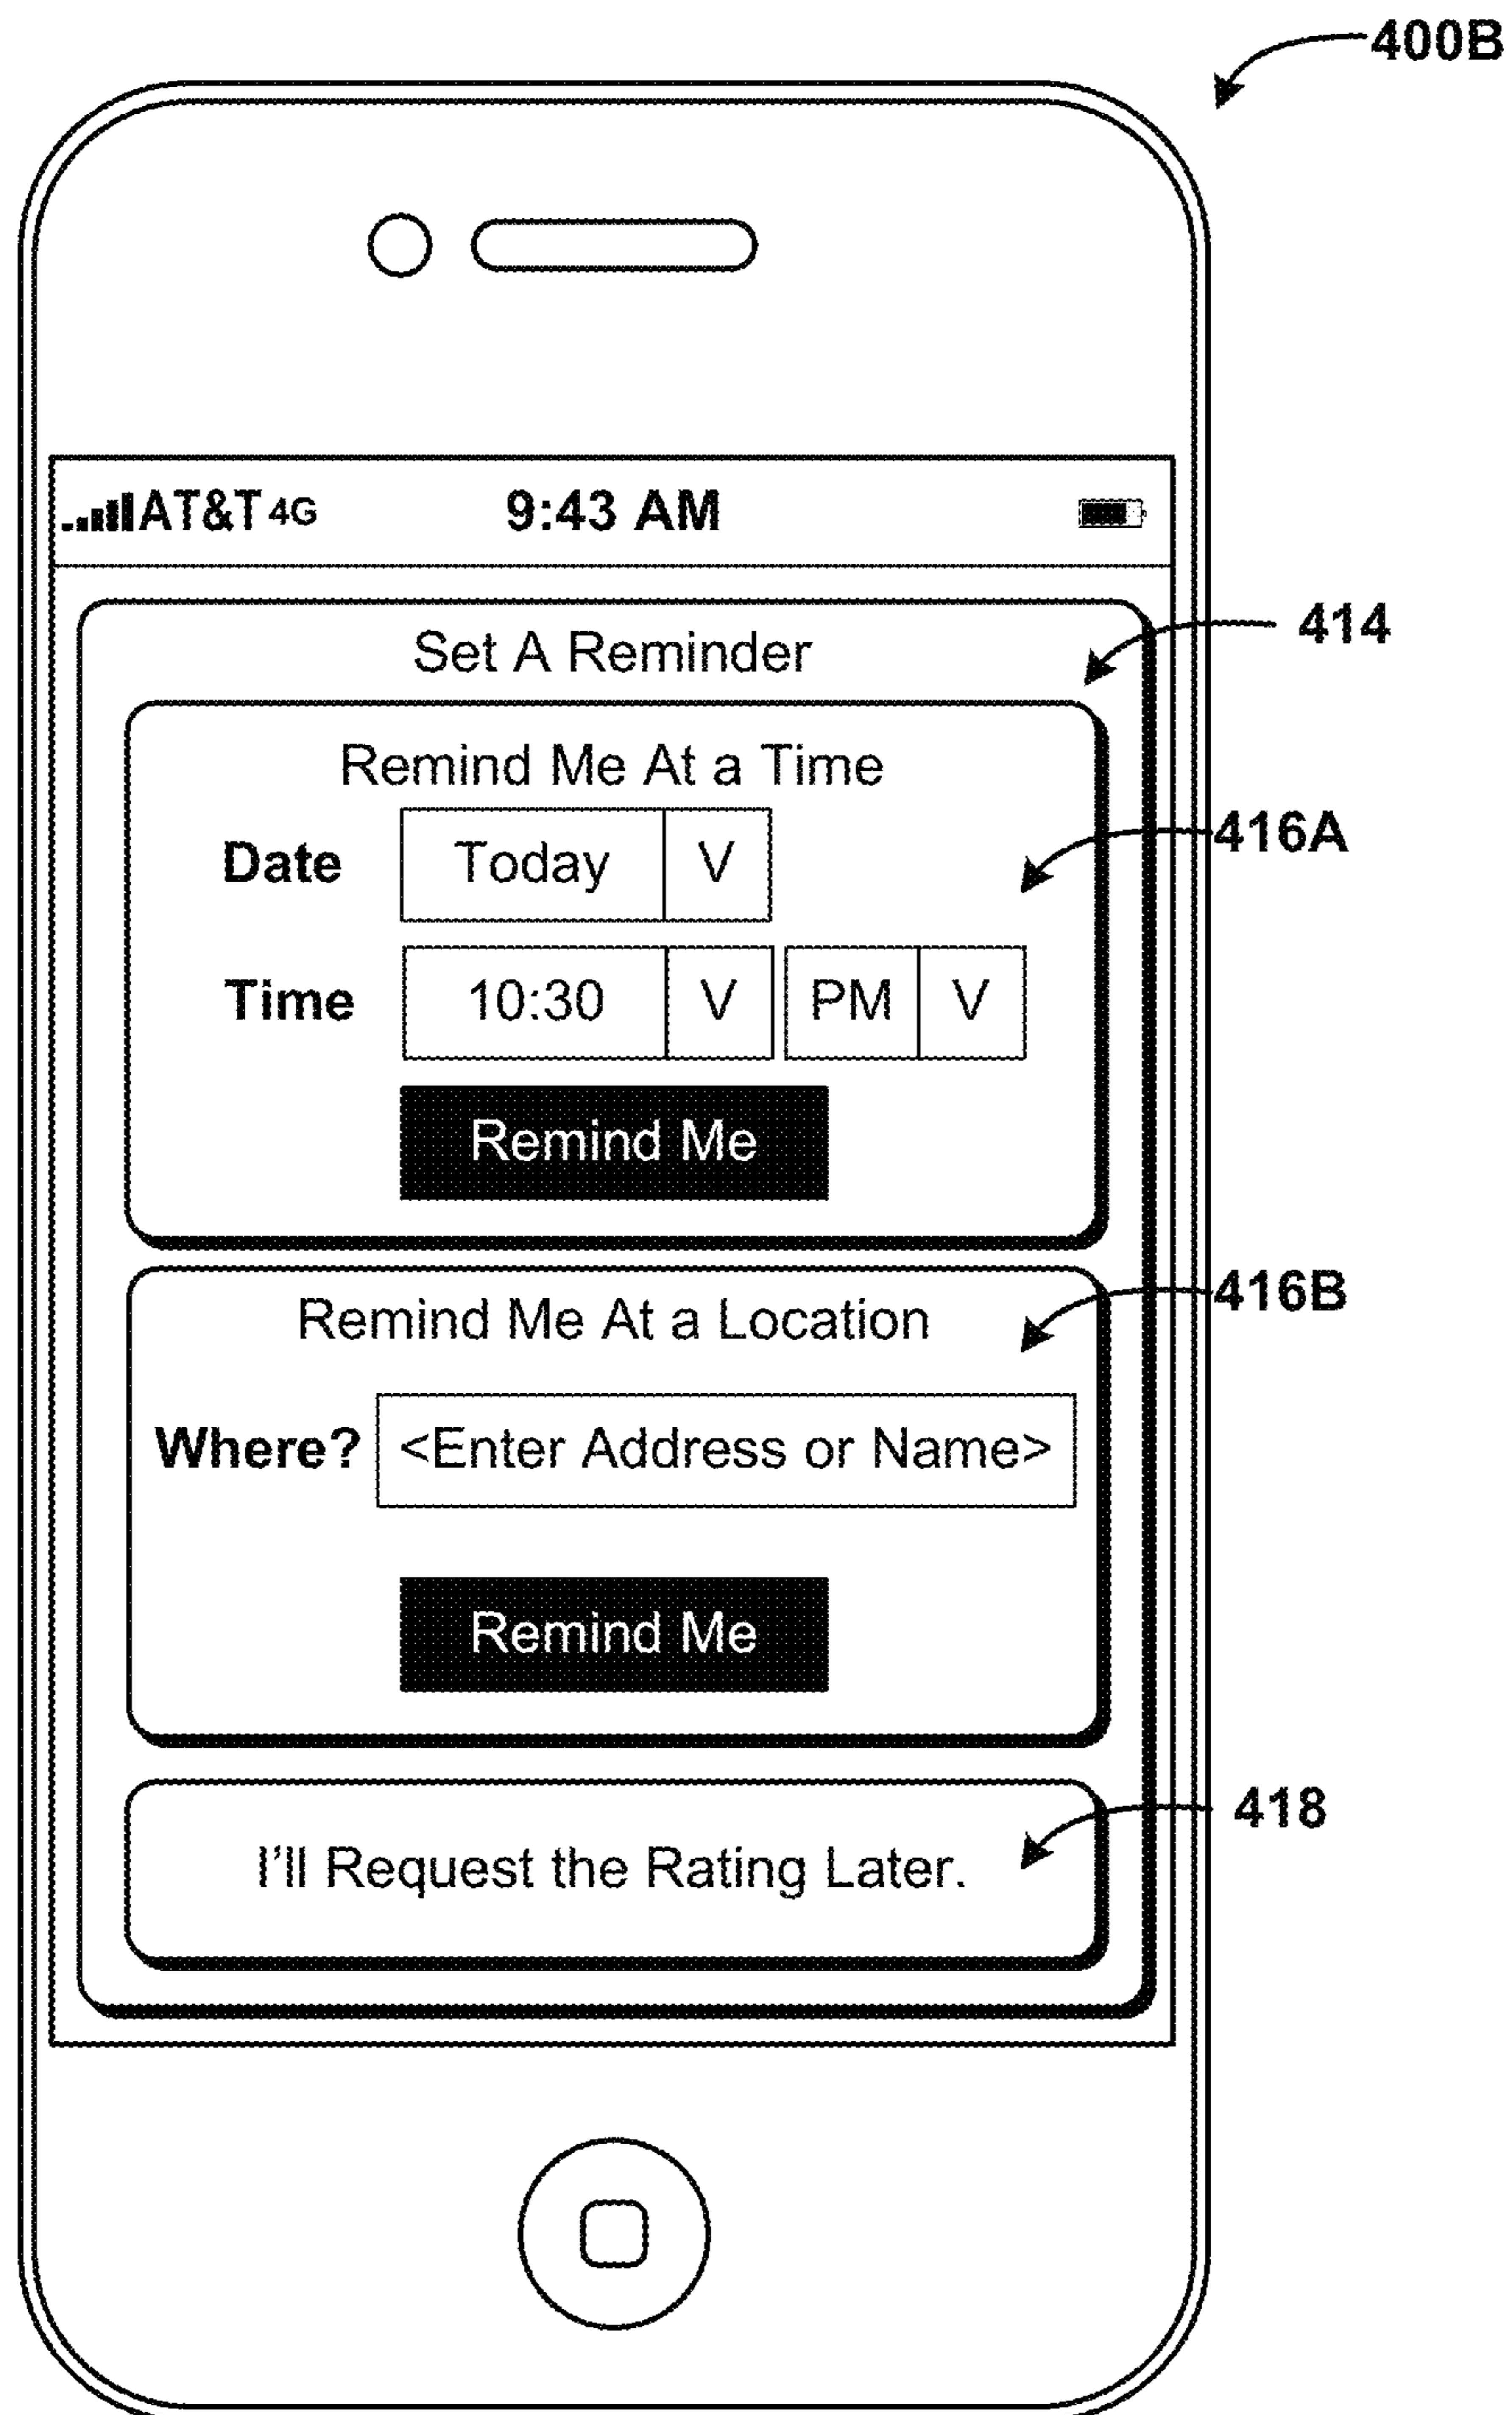 400B
AT&T 4G 9:43 AM
Set A Reminder
414
Remind Me At a Time
416A
Date Today V
Time 10:30 V PM V
Remind Me
416B
Remind Me At a Location
Where? <Enter Address or Name>
Remind Me
418
I'll Request the Rating Later.